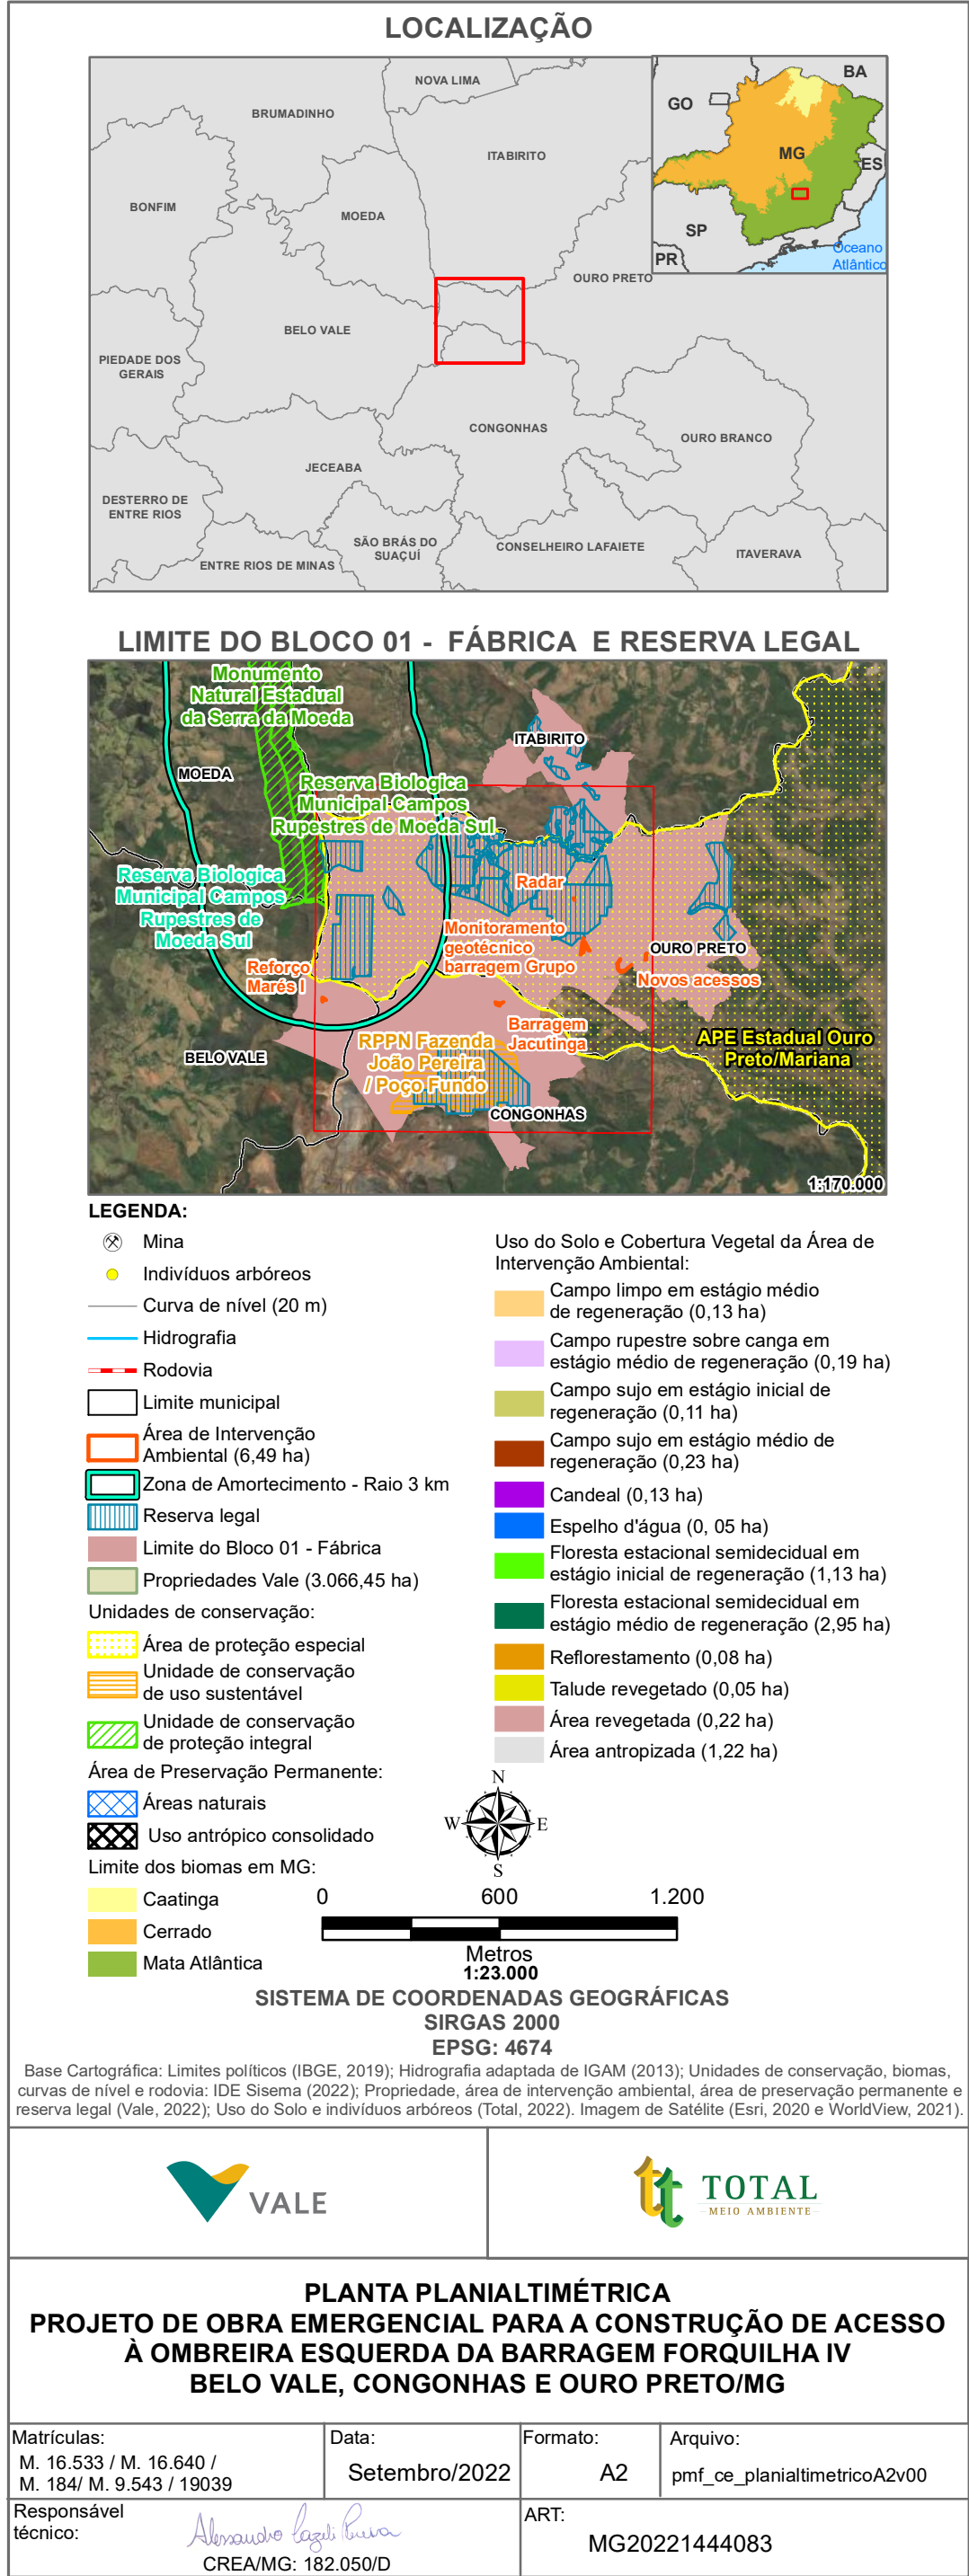 LOCALIZAÇÃO
NOVA LIMA
BRUMADINHO
ITABIRITO
BONFIM
MOEDA
OURO PRETO
BELO VALE
PIEDADE DOS
GERAIS
CONGONHAS
OURO BRANCO
JECEABA
DESTERRO DE
ENTRE RIOS
SÃO BRÁS DO
SUAÇUÍ
CONSELHEIRO LAFAIETE
ITAVERAVA
ENTRE RIOS DE MINAS
BA
GO
MG
ES
SP
PR
Oceano
Atlântico
LIMITE DO BLOCO 01 - FÁBRICA E RESERVA LEGAL
Monumento
Natural Estadual
da Serra da Moeda
ITABIRITO
MOEDA
Reserva Biologica
Municipal Campos
Rupestres de Moeda Sul
Reserva Biologica
Municipal Campos
Rupestres de
Moeda Sul
Radar
Monitoramento
geotécnico
barragem Grupo
OURO PRETO
Novos acessos
Reforço
Marés I
Barragem
Jacutinga
APE Estadual Ouro
Preto/Mariana
BELO VALE
RPPN Fazenda
João Pereira
/ Poço Fundo
CONGONHAS
1:170.000
LEGENDA:
Mina
Indivíduos arbóreos
Curva de nível (20 m)
Hidrografia
Rodovia
Limite municipal
Área de Intervenção
Ambiental (6,49 ha)
Zona de Amortecimento - Raio 3 km
Reserva legal
Limite do Bloco 01 - Fábrica
Propriedades Vale (3.066,45 ha)
Unidades de conservação:
Área de proteção especial
Unidade de conservação
de uso sustentável
Unidade de conservação
de proteção integral
Área de Preservação Permanente:
Áreas naturais
Uso antrópico consolidado
Limite dos biomas em MG:
Caatinga
Cerrado
Mata Atlântica
Uso do Solo e Cobertura Vegetal da Área de
Intervenção Ambiental:
Campo limpo em estágio médio
de regeneração (0,13 ha)
Campo rupestre sobre canga em
estágio médio de regeneração (0,19 ha)
Campo sujo em estágio inicial de
regeneração (0,11 ha)
Campo sujo em estágio médio de
regeneração (0,23 ha)
Candeal (0,13 ha)
Espelho d'água (0, 05 ha)
Floresta estacional semidecidual em
estágio inicial de regeneração (1,13 ha)
Floresta estacional semidecidual em
estágio médio de regeneração (2,95 ha)
Reflorestamento (0,08 ha)
Talude revegetado (0,05 ha)
Área revegetada (0,22 ha)
Área antropizada (1,22 ha)
N
W E
S
0 600 1.200
Metros
1:23.000
SISTEMA DE COORDENADAS GEOGRÁFICAS
SIRGAS 2000
EPSG: 4674
Base Cartográfica: Limites políticos (IBGE, 2019); Hidrografia adaptada de IGAM (2013); Unidades de conservação, biomas,
curvas de nível e rodovia: IDE Sisema (2022); Propriedade, área de intervenção ambiental, área de preservação permanente e
reserva legal (Vale, 2022); Uso do Solo e indivíduos arbóreos (Total, 2022). Imagem de Satélite (Esri, 2020 e WorldView, 2021).
VALE
tt TOTAL
MEIO AMBIENTE
PLANTA PLANIALTIMÉTRICA
PROJETO DE OBRA EMERGENCIAL PARA A CONSTRUÇÃO DE ACESSO
À OMBREIRA ESQUERDA DA BARRAGEM FORQUILHA IV
BELO VALE, CONGONHAS E OURO PRETO/MG
Matrículas:
M. 16.533 / M. 16.640 /
M. 184/ M. 9.543 / 19039
Data:
Setembro/2022
Formato:
A2
Arquivo:
pmf_ce_planialtimetricoA2v00
Responsável
técnico:
CREA/MG: 182.050/D
ART:
MG20221444083